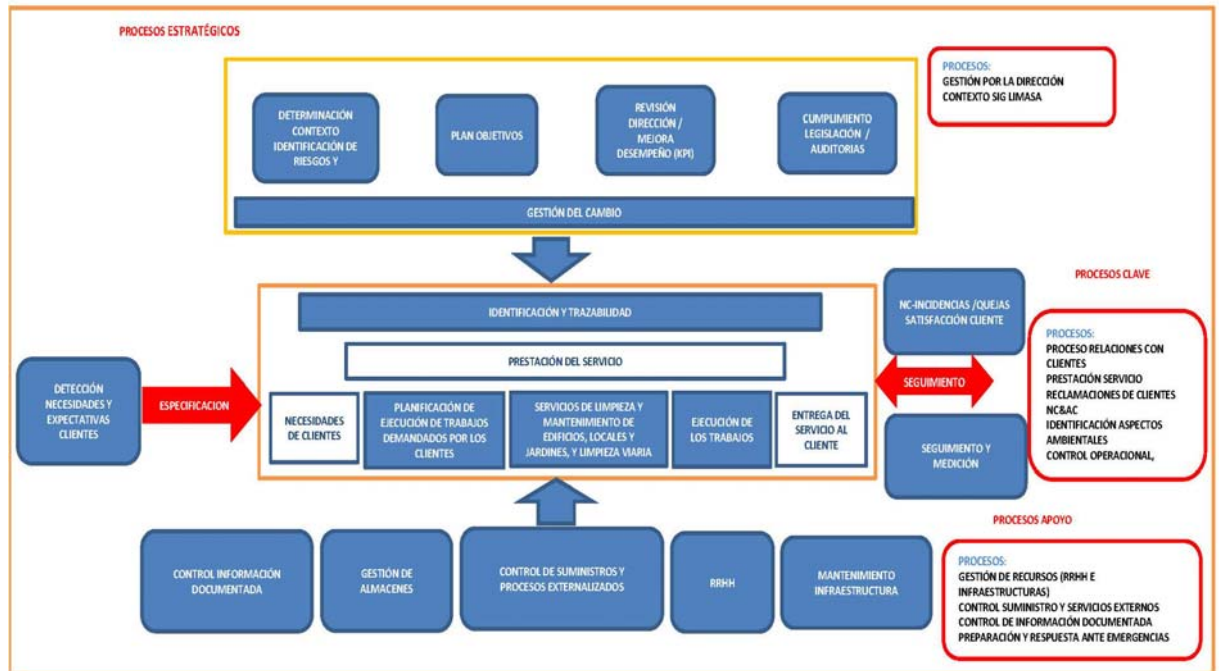 PROCESOS ESTRATÉGICOS
DETERMINACIÓN
CONTEXTO
IDENTIFICACIÓN DE
RIESGOS Y
PLAN OBJETIVOS
REVISIÓN
DIRECCIÓN /
MEJORA
DESEMPEÑO (KPI)
CUMPLIMIENTO
LEGISLACIÓN /
AUDITORIAS
GESTIÓN DEL CAMBIO
PROCESOS:
GESTIÓN POR LA DIRECCIÓN
CONTEXTO SIG LIMASA
DETECCIÓN
NECESIDADES Y
EXPECTATIVAS
CLIENTES
ESPECIFICACION
IDENTIFICACIÓN Y TRAZABILIDAD
PRESTACIÓN DEL SERVICIO
NECESIDADES
DE CLIENTES
PLANIFICACIÓN DE
EJECUCIÓN DE TRABAJOS
DEMANDADOS POR LOS
CLIENTES
SERVICIOS DE LIMPIEZA Y
MANTENIMIENTO DE
EDIFICIOS, LOCALES Y
JARDINES, Y LIMPIEZA VIARIA
EJECUCIÓN DE
LOS TRABAJOS
ENTREGA DEL
SERVICIO AL
CLIENTE
NC-INCIDENCIAS /QUEJAS
SATISFACCIÓN CLIENTE
SEGUIMIENTO
SEGUIMIENTO Y
MEDICIÓN
PROCESOS CLAVE
PROCESOS:
PROCESO RELACIONES CON
CLIENTES
PRESTACIÓN SERVICIO
RECLAMACIONES DE CLIENTES
NC&AC
IDENTIFICACIÓN ASPECTOS
AMBIENTALES
CONTROL OPERACIONAL,
CONTROL INFORMACIÓN
DOCUMENTADA
GESTIÓN DE
ALMACENES
CONTROL DE SUMINISTROS Y
PROCESOS EXTERNALIZADOS
RRHH
MANTENIMIENTO
INFRAESTRUCTURA
PROCESOS APOYO
PROCESOS:
GESTIÓN DE RECURSOS (RRHH E
INFRAESTRUCTURAS)
CONTROL SUMINISTRO Y SERVICIOS EXTERNOS
CONTROL DE INFORMACIÓN DOCUMENTADA
PREPARACIÓN Y RESPUESTA ANTE EMERGENCIAS